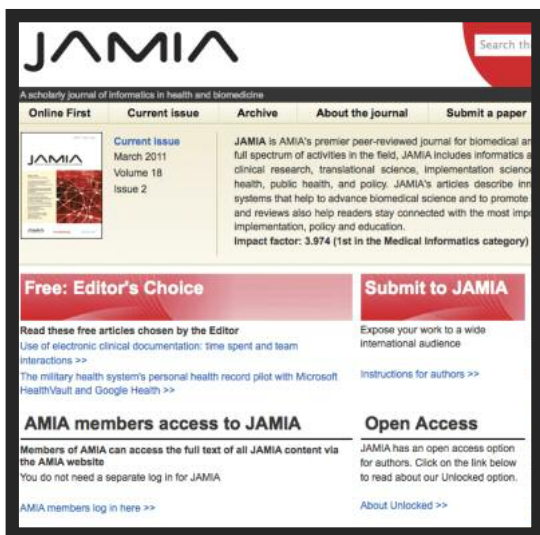 JAMIA
Search th
A scholarly journal of informatics in health and biomedicine
Online First Current issue Archive About the journal Submit a paper
JAMIA
Current Issue
March 2011
Volume 18
Issue 2
JAMIA is AMIA's premier peer-reviewed journal for biomedical an
full spectrum of activities in the field, JAMIA includes informatics a
clinical research, translational science, implementation science
health, public health, and policy. JAMIA's articles describe inn
systems that help to advance biomedical science and to promote
and reviews also help readers stay connected with the most impo
implementation, policy and education.
Impact factor: 3.974 (1st in the Medical Informatics category)
Free: Editor's Choice
Read these free articles chosen by the Editor
Use of electronic clinical documentation: time spent and team
interactions >>
The military health system's personal health record pilot with Microsoft
HealthVault and Google Health >>
Submit to JAMIA
Expose your work to a wide
international audience
Instructions for authors >>
AMIA members access to JAMIA
Members of AMIA can access the full text of all JAMIA content via
the AMIA website
You do not need a separate log in for JAMIA
AMIA members log in here >>
Open Access
JAMIA has an open access option
for authors. Click on the link below
to read about our Unlocked option.
About Unlocked >>